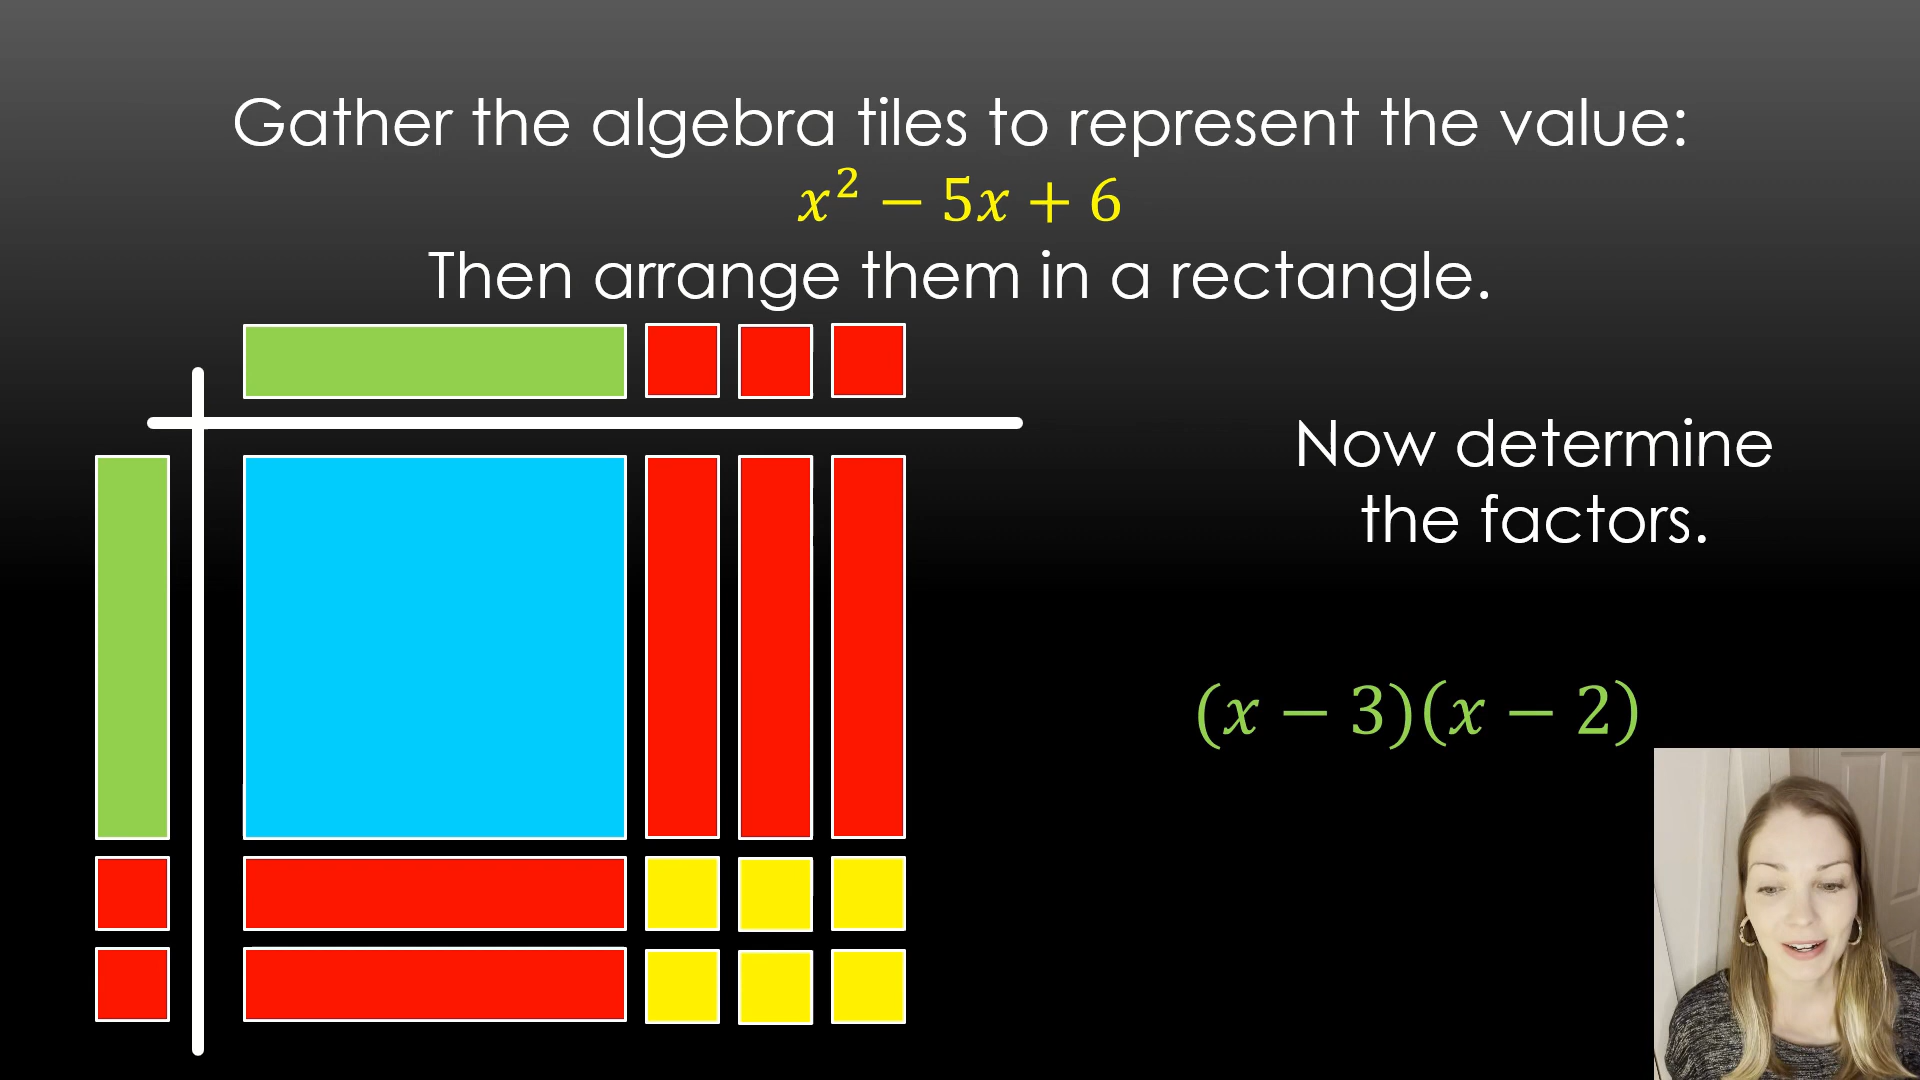 Gather the algebra tiles to represent the value:
x² − 5x + 6
Then arrange them in a rectangle.
Now determine
the factors.
(x − 3)(x − 2)